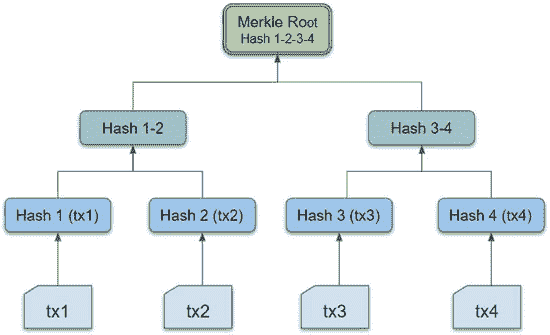 Merkle Root
Hash 1-2-3-4
Hash 1-2
Hash 3-4
Hash 1 (tx1)
Hash 2 (tx2)
Hash 3 (tx3)
Hash 4 (tx4)
tx1
tx2
tx3
tx4